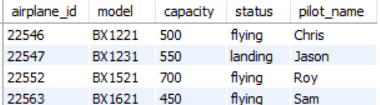 airplane_id model capacity status pilot_name
22546 BX1221 500 flying Chris
22547 BX1231 550 landing Jason
22552 BX1521 700 flying Roy
22563 BX1621 450 flying Sam